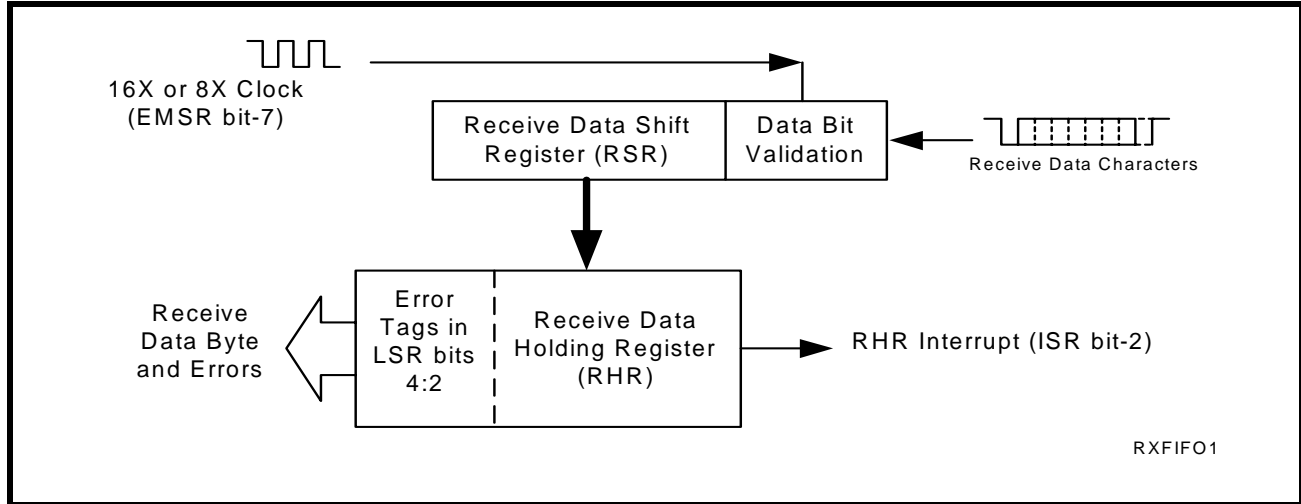 16X or 8X Clock
(EMSR bit-7)
Receive Data Shift
Register (RSR)
Data Bit
Validation
Receive Data Characters
Receive
Data Byte
and Errors
Error
Tags in
LSR bits
4:2
Receive Data
Holding Register
(RHR)
RHR Interrupt (ISR bit-2)
RXFIFO1